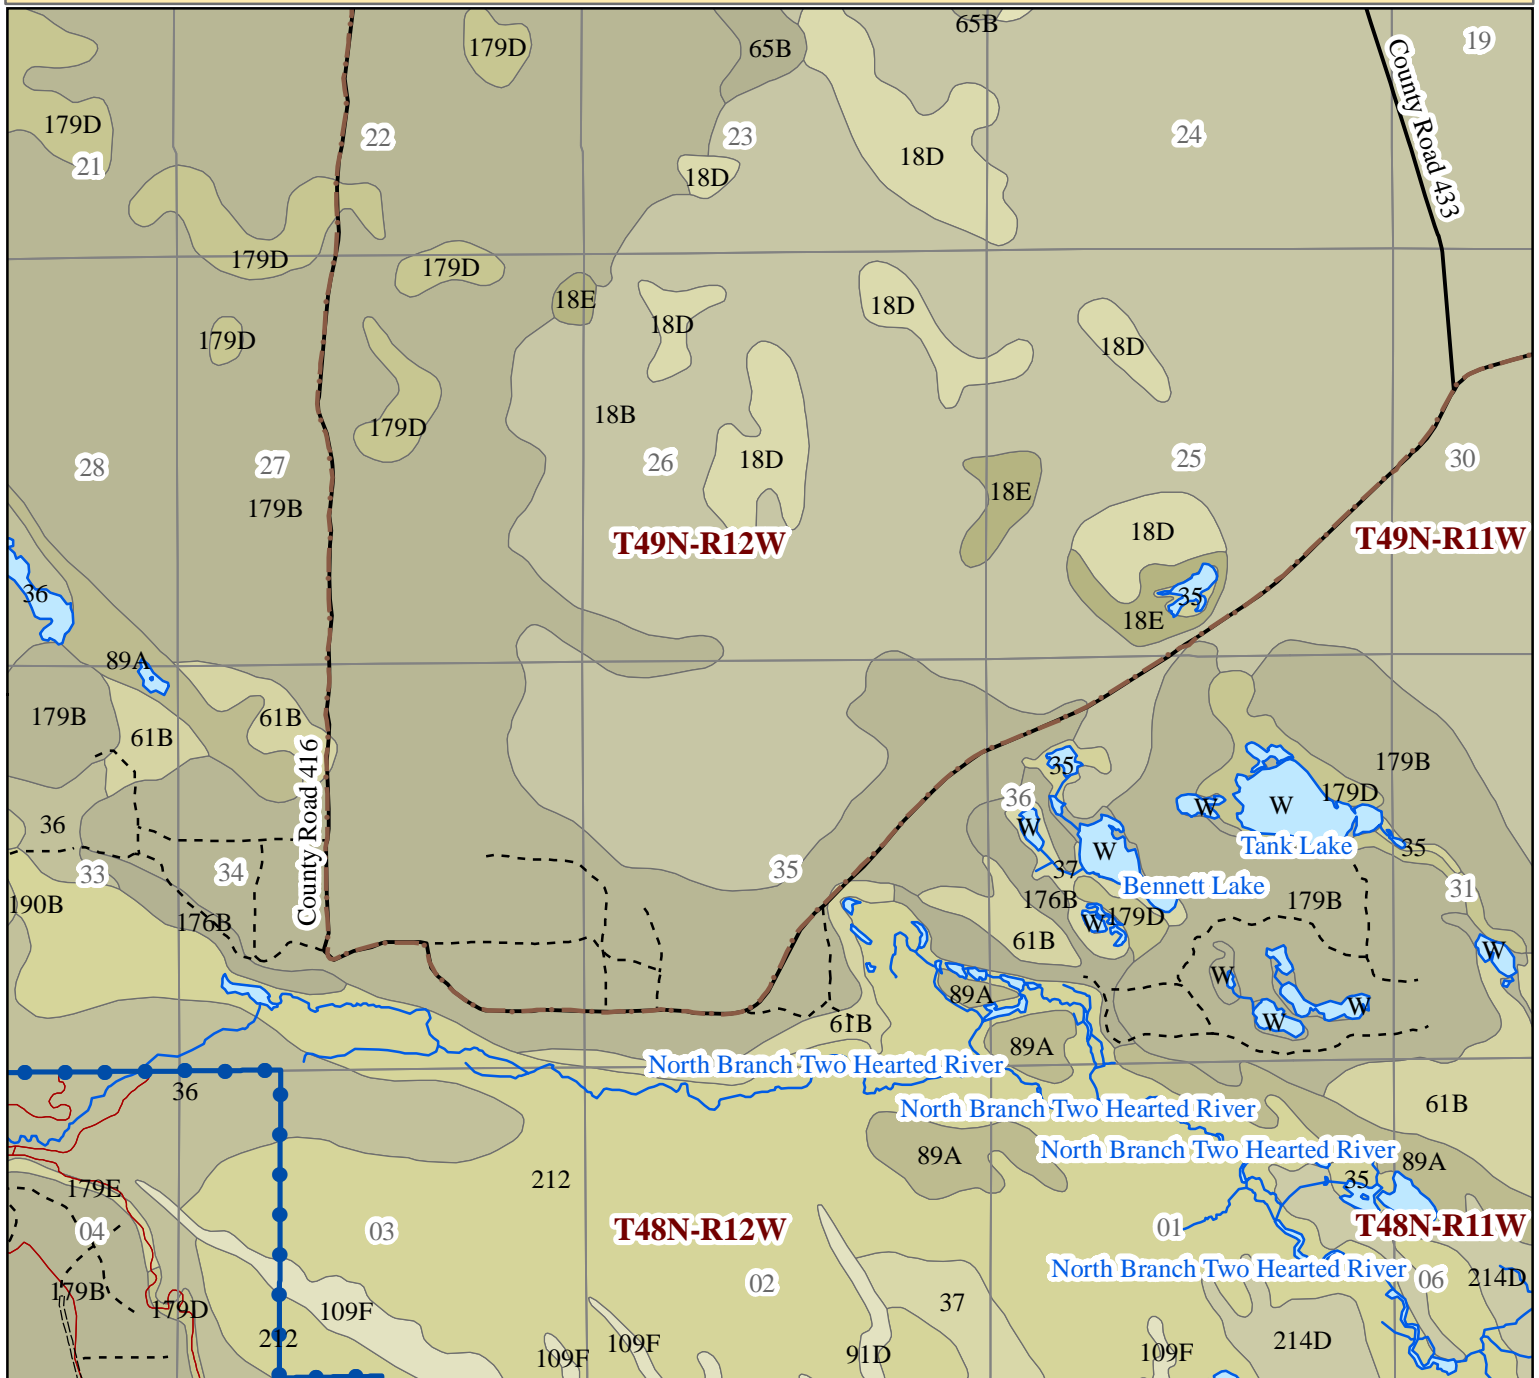 65B
19
179D
65B
County Road 433
179D
22
23
24
21
18D
18D
179D
179D
18E
18D
18D
179D
18D
18B
179D
28
27
26
18D
25
30
18E
179B
18D
T49N-R12W
T49N-R11W
36
35
18E
89A
179B
61B
61B
County Road 416
35
179B
36
179D
W
W
W
36
W
W
Tank Lake
35
33
34
35
37
Bennett Lake
31
190B
176B
176B
179B
W
179D
61B
W
W
89A
W
W
61B
89A
North Branch Two Hearted River
36
North Branch Two Hearted River
61B
North Branch Two Hearted River
89A
89A
212
35
179E
04
03
T48N-R12W
01
T48N-R11W
North Branch Two Hearted River
02
06
214D
179B
179D
109F
37
212
109F
109F
91D
109F
214D